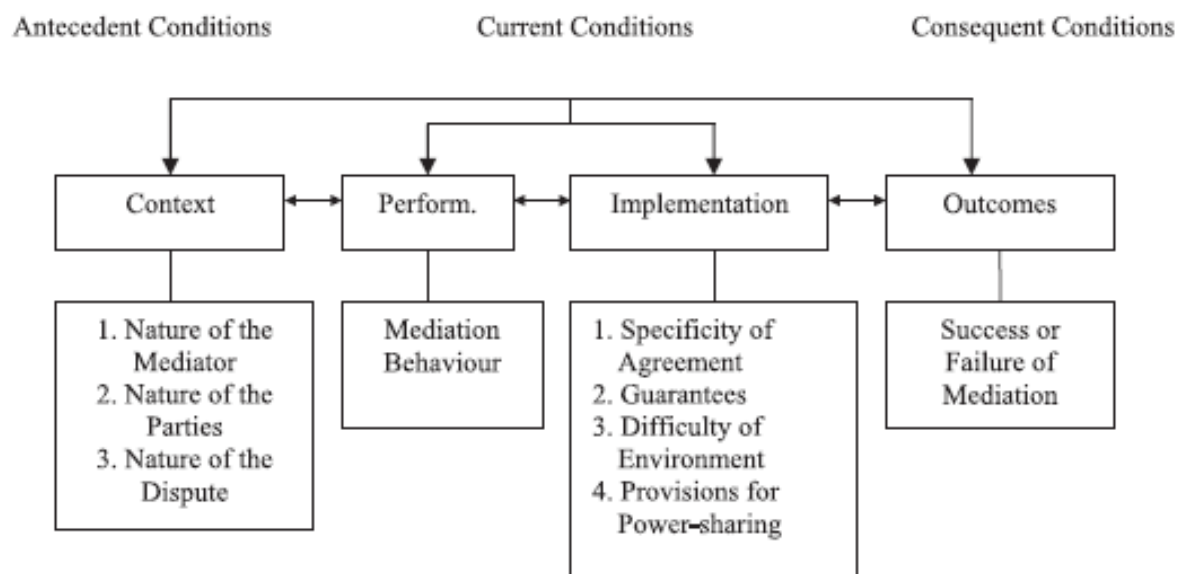 Antecedent Conditions
Current Conditions
Consequent Conditions
Context
Perform.
Implementation
Outcomes
1. Nature of the
Mediator
2. Nature of the
Parties
3. Nature of the
Dispute
Mediation
Behaviour
1. Specificity of
Agreement
2. Guarantees
3. Difficulty of
Environment
4. Provisions for
Power-sharing
Success or
Failure of
Mediation